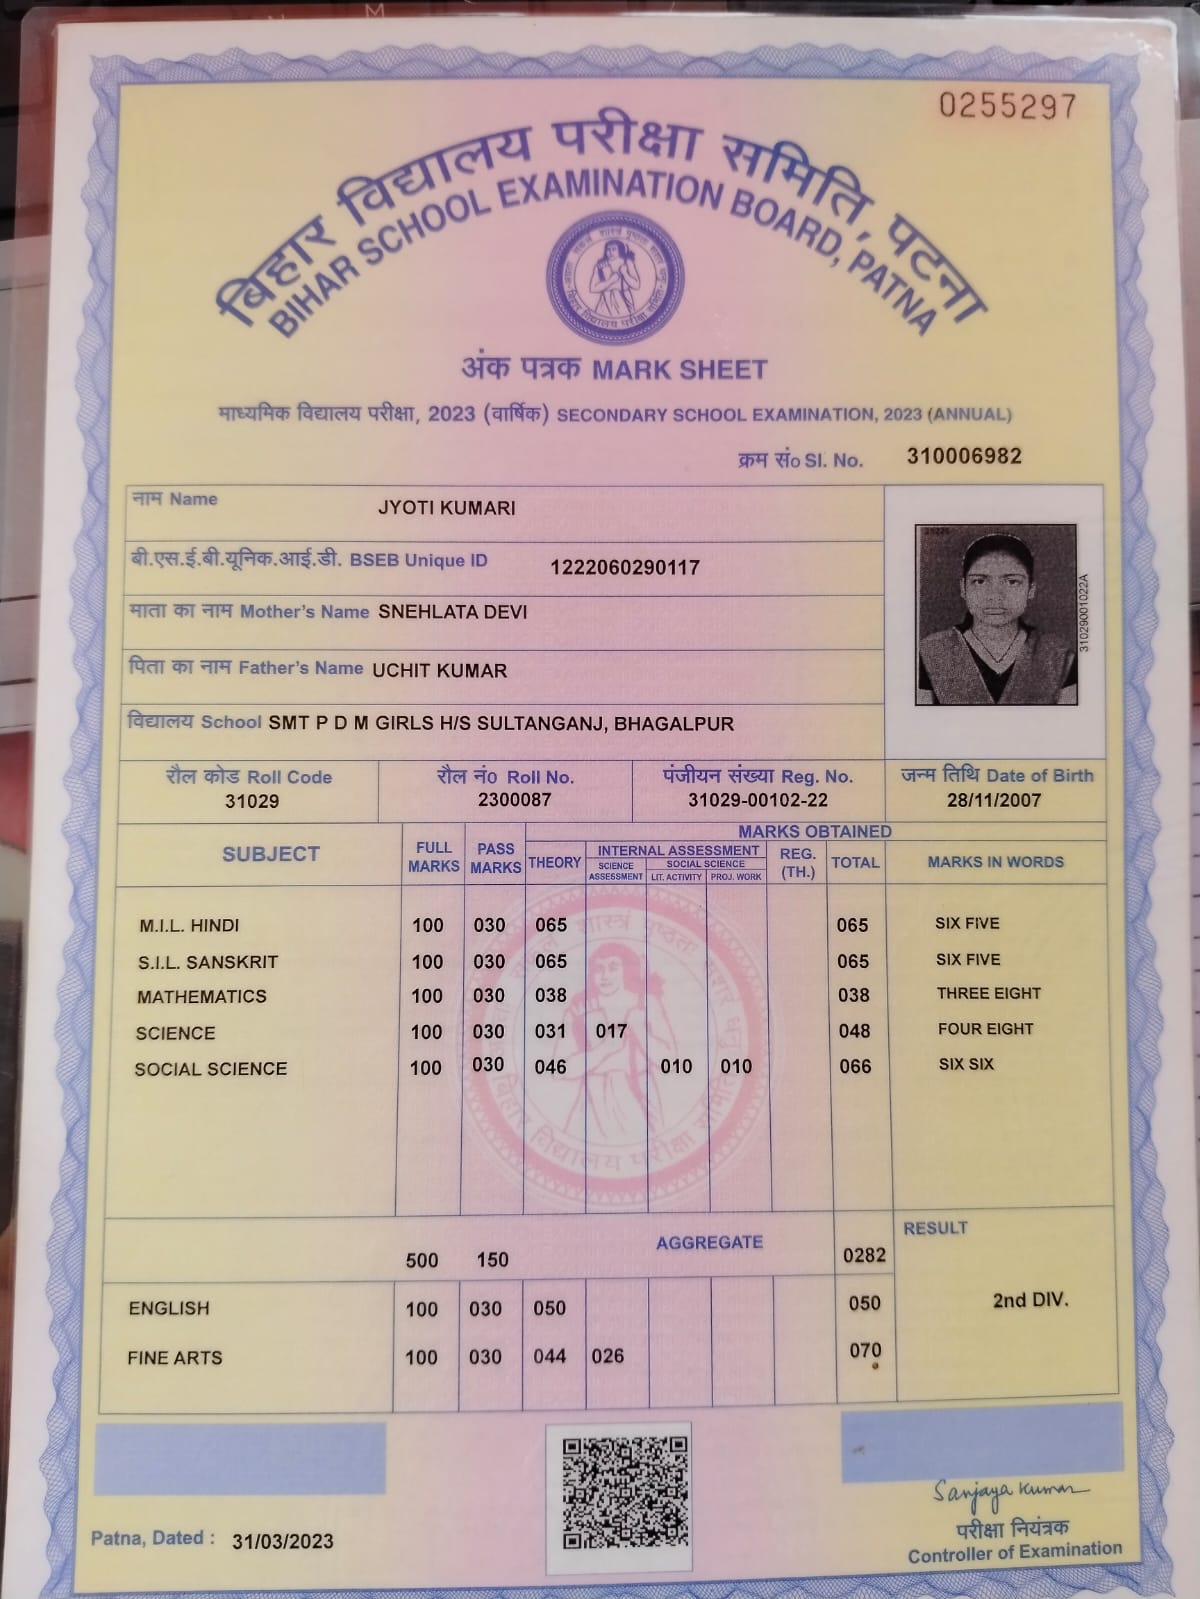 0255297
बिहार विद्यालय परीक्षा समिति, पटना
BIHAR SCHOOL EXAMINATION BOARD, PATNA
अंक पत्रक MARK SHEET
माध्यमिक विद्यालय परीक्षा, 2023 (वार्षिक) SECONDARY SCHOOL EXAMINATION, 2023 (ANNUAL)
क्रम सं० Sl. No. 310006982
नाम Name JYOTI KUMARI
बी.एस.ई.बी.यूनिक.आई.डी. BSEB Unique ID 1222060290117
माता का नाम Mother's Name SNEHLATA DEVI
पिता का नाम Father's Name UCHIT KUMAR
विद्यालय School SMT P D M GIRLS H/S SULTANGANJ, BHAGALPUR
31029001022A
रौल कोड Roll Code रौल नं० Roll No. पंजीयन संख्या Reg. No. जन्म तिथि Date of Birth
31029 2300087 31029-00102-22 28/11/2007
SUBJECT FULL MARKS PASS MARKS MARKS OBTAINED
THEORY INTERNAL ASSESSMENT REG. (TH.) TOTAL MARKS IN WORDS
SCIENCE ASSESSMENT SOCIAL SCIENCE
LIT. ACTIVITY PROJ. WORK
M.I.L. HINDI 100 030 065 065 SIX FIVE
S.I.L. SANSKRIT 100 030 065 065 SIX FIVE
MATHEMATICS 100 030 038 038 THREE EIGHT
SCIENCE 100 030 031 017 048 FOUR EIGHT
SOCIAL SCIENCE 100 030 046 010 010 066 SIX SIX
बिहार विद्यालय परीक्षा समिति
500 150 AGGREGATE 0282 RESULT
ENGLISH 100 030 050 050 2nd DIV.
FINE ARTS 100 030 044 026 070
Sanjaya Kumar
परीक्षा नियंत्रक
Controller of Examination
Patna, Dated : 31/03/2023